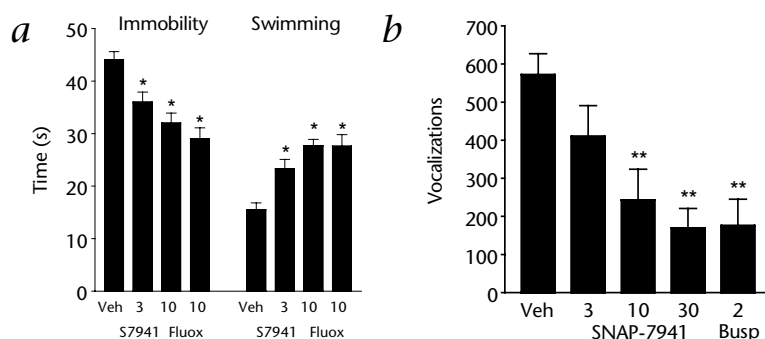 a
Immobility Swimming
50
40
30
20
10
0
Time (s)
* * * * * *
Veh 3 10 10 Veh 3 10 10
S7941 Fluox S7941 Fluox
b
700
600
500
400
300
200
100
0
Vocalizations
** ** **
Veh 3 10 30 2
SNAP-7941 Busp